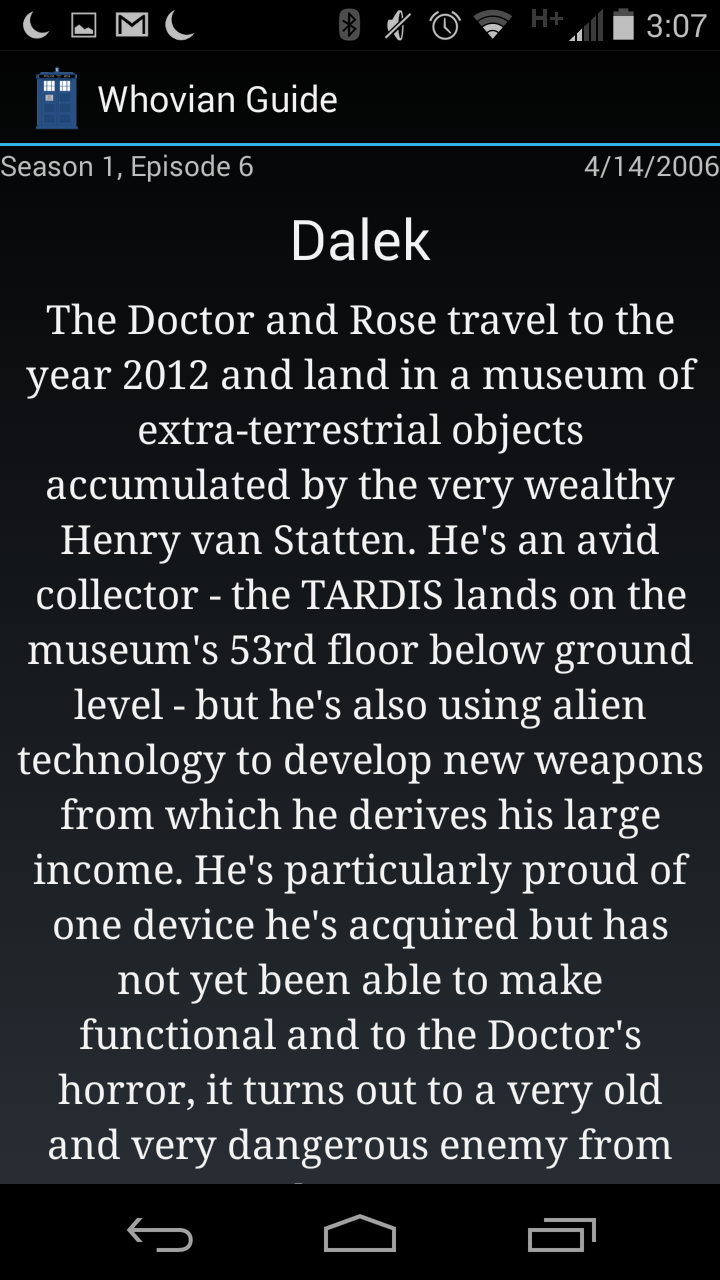 H+ 3:07
Whovian Guide
Season 1, Episode 6 4/14/2006
Dalek
The Doctor and Rose travel to the
year 2012 and land in a museum of
extra-terrestrial objects
accumulated by the very wealthy
Henry van Statten. He's an avid
collector - the TARDIS lands on the
museum's 53rd floor below ground
level - but he's also using alien
technology to develop new weapons
from which he derives his large
income. He's particularly proud of
one device he's acquired but has
not yet been able to make
functional and to the Doctor's
horror, it turns out to a very old
and very dangerous enemy from